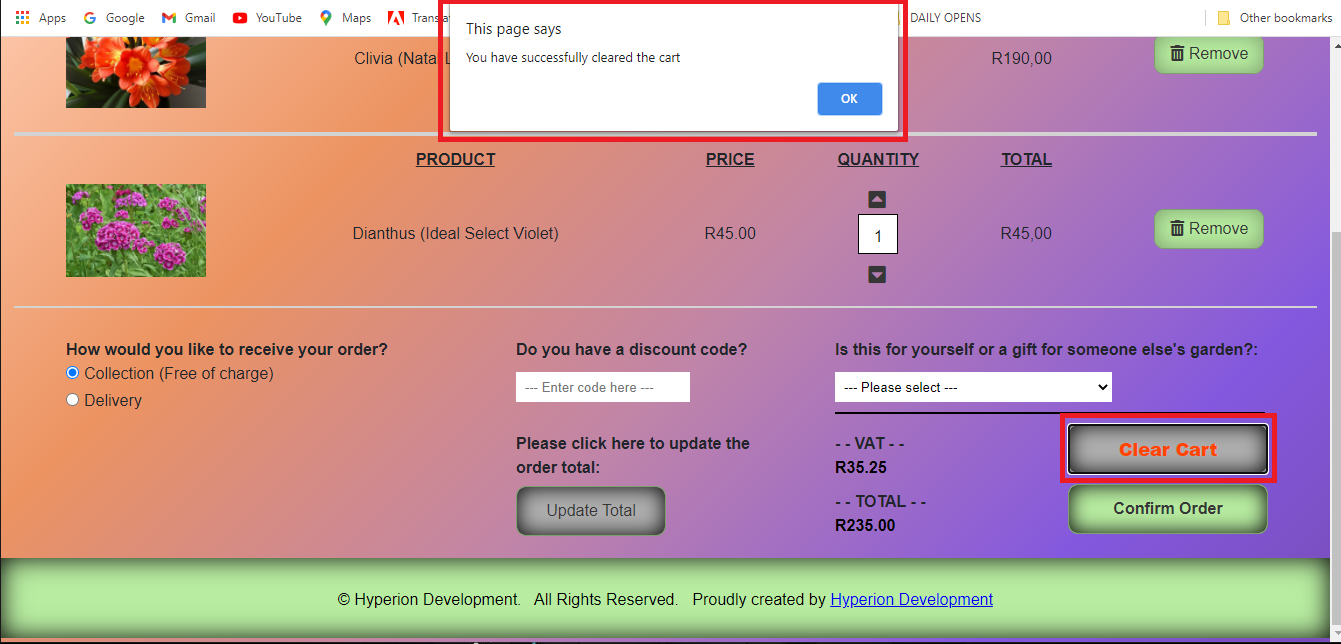 Apps Google Gmail YouTube Maps DAILY OPENS Other bookmarks
This page says
You have successfully cleared the cart
OK
Clivia (Natal R190,00 Remove
PRODUCT PRICE QUANTITY TOTAL
Dianthus (Ideal Select Violet) R45.00 1 R45,00 Remove
How would you like to receive your order? Do you have a discount code? Is this for yourself or a gift for someone else's garden?:
Collection (Free of charge) --- Enter code here --- --- Please select ---
Delivery
Please click here to update the
order total:
Update Total
- - VAT - -
R35.25
- - TOTAL - -
R235.00
Clear Cart
Confirm Order
© Hyperion Development. All Rights Reserved. Proudly created by Hyperion Development